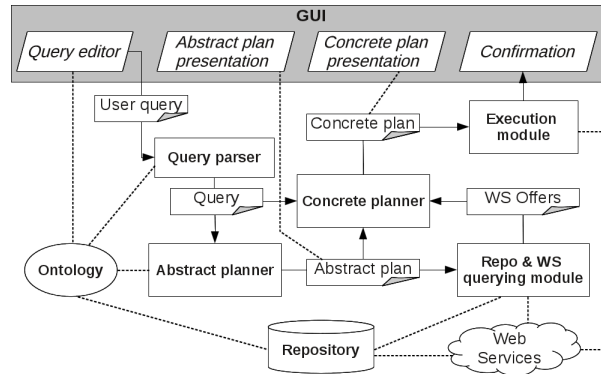 GUI
Query editor
Abstract plan
presentation
Concrete plan
presentation
Confirmation
User query
Concrete plan
Execution
module
Query parser
Query
Concrete planner
WS Offers
Ontology
Abstract planner
Abstract plan
Repo & WS
querying module
Repository
Web
Services